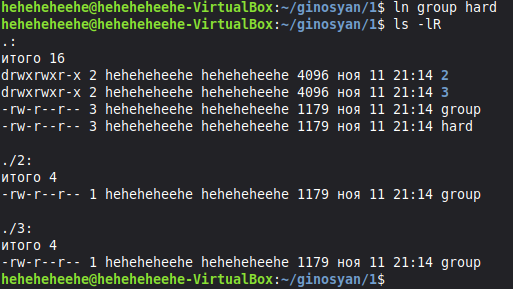 heheheheehe@heheheheehe-VirtualBox:~/ginosyan/1$ ln group hard
heheheheehe@heheheheehe-VirtualBox:~/ginosyan/1$ ls -lR
.:
итого 16
drwxrwxr-x 2 heheheheehe heheheheehe 4096 ноя 11 21:14 2
drwxrwxr-x 2 heheheheehe heheheheehe 4096 ноя 11 21:14 3
-rw-r--r-- 3 heheheheehe heheheheehe 1179 ноя 11 21:14 group
-rw-r--r-- 3 heheheheehe heheheheehe 1179 ноя 11 21:14 hard
./2:
итого 4
-rw-r--r-- 1 heheheheehe heheheheehe 1179 ноя 11 21:14 group
./3:
итого 4
-rw-r--r-- 1 heheheheehe heheheheehe 1179 ноя 11 21:14 group
heheheheehe@heheheheehe-VirtualBox:~/ginosyan/1$